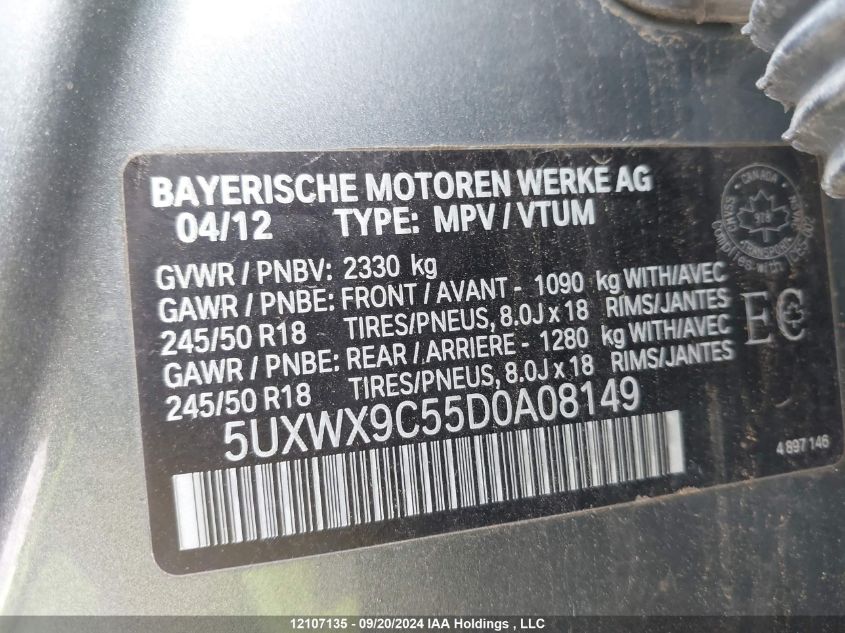 BAYERISCHE MOTOREN WERKE AG
04/12 TYPE: MPV / VTUM
CANADA
GVWR / PNBV: 2330 kg
GAWR / PNBE: FRONT / AVANT - 1090 kg WITH/AVEC
245/50 R18 TIRES/PNEUS, 8.0J x 18 RIMS/JANTES
GAWR / PNBE: REAR / ARRIERE - 1280 kg WITH/AVEC
245/50 R18 TIRES/PNEUS, 8.0J x 18 RIMS/JANTES
EC
5UXWX9C55D0A08149
4 897 146
12107135 - 09/20/2024 IAA Holdings , LLC